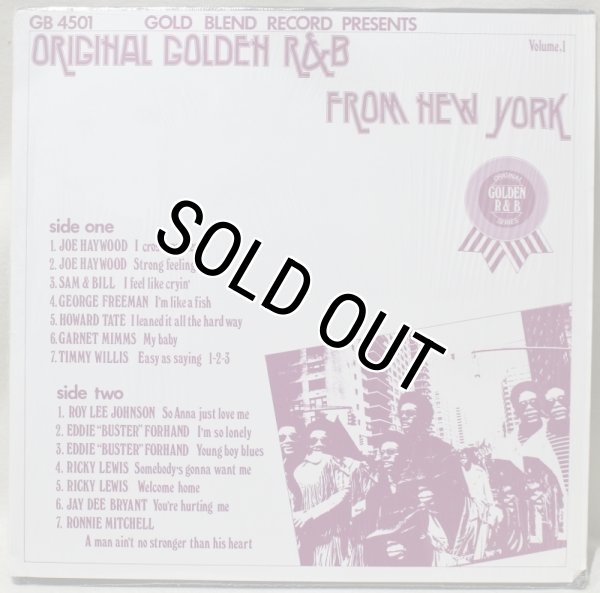 GB 4501 GOLD BLEND RECORD PRESENTS
ORIGINAL GOLDEN R&B
Volume.1
FROM NEW YORK
ORIGINAL
GOLDEN
R & B
SERIES
side one
1. JOE HAYWOOD I
2. JOE HAYWOOD Strong feeling
3. SAM & BILL I feel like cryin'
4. GEORGE FREEMAN I'm like a fish
5. HOWARD TATE I leaned it all the hard way
6. GARNET MIMMS My baby
7. TIMMY WILLIS Easy as saying 1-2-3
SOLD OUT
side two
1. ROY LEE JOHNSON So Anna just love me
2. EDDIE "BUSTER" FORHAND I'm so lonely
3. EDDIE "BUSTER" FORHAND Young boy blues
4. RICKY LEWIS Somebody's gonna want me
5. RICKY LEWIS Welcome home
6. JAY DEE BRYANT You're hurting me
7. RONNIE MITCHELL
A man ain't no stronger than his heart